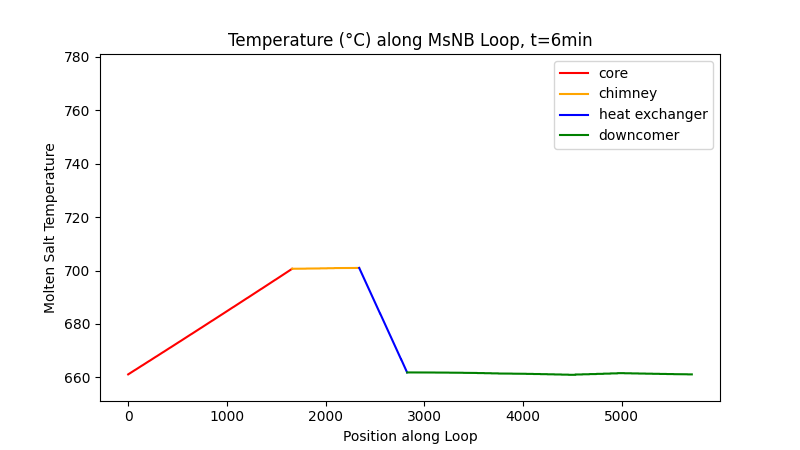 Temperature (°C) along MsNB Loop, t=6min
core
chimney
heat exchanger
downcomer
Molten Salt Temperature
780
760
740
720
700
680
660
0 1000 2000 3000 4000 5000
Position along Loop